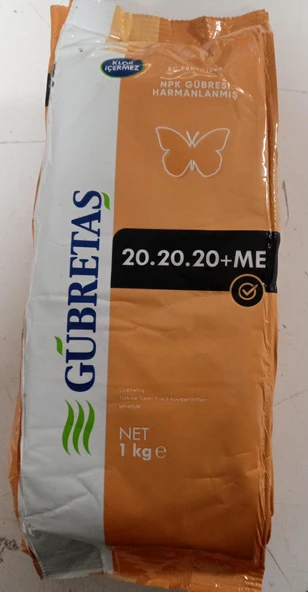 KLOR
İÇERMEZ
NPK GÜBRESİ
HARMANLANMIŞ
20.20.20+ME
GÜBRETAŞ
NET
1 kg e